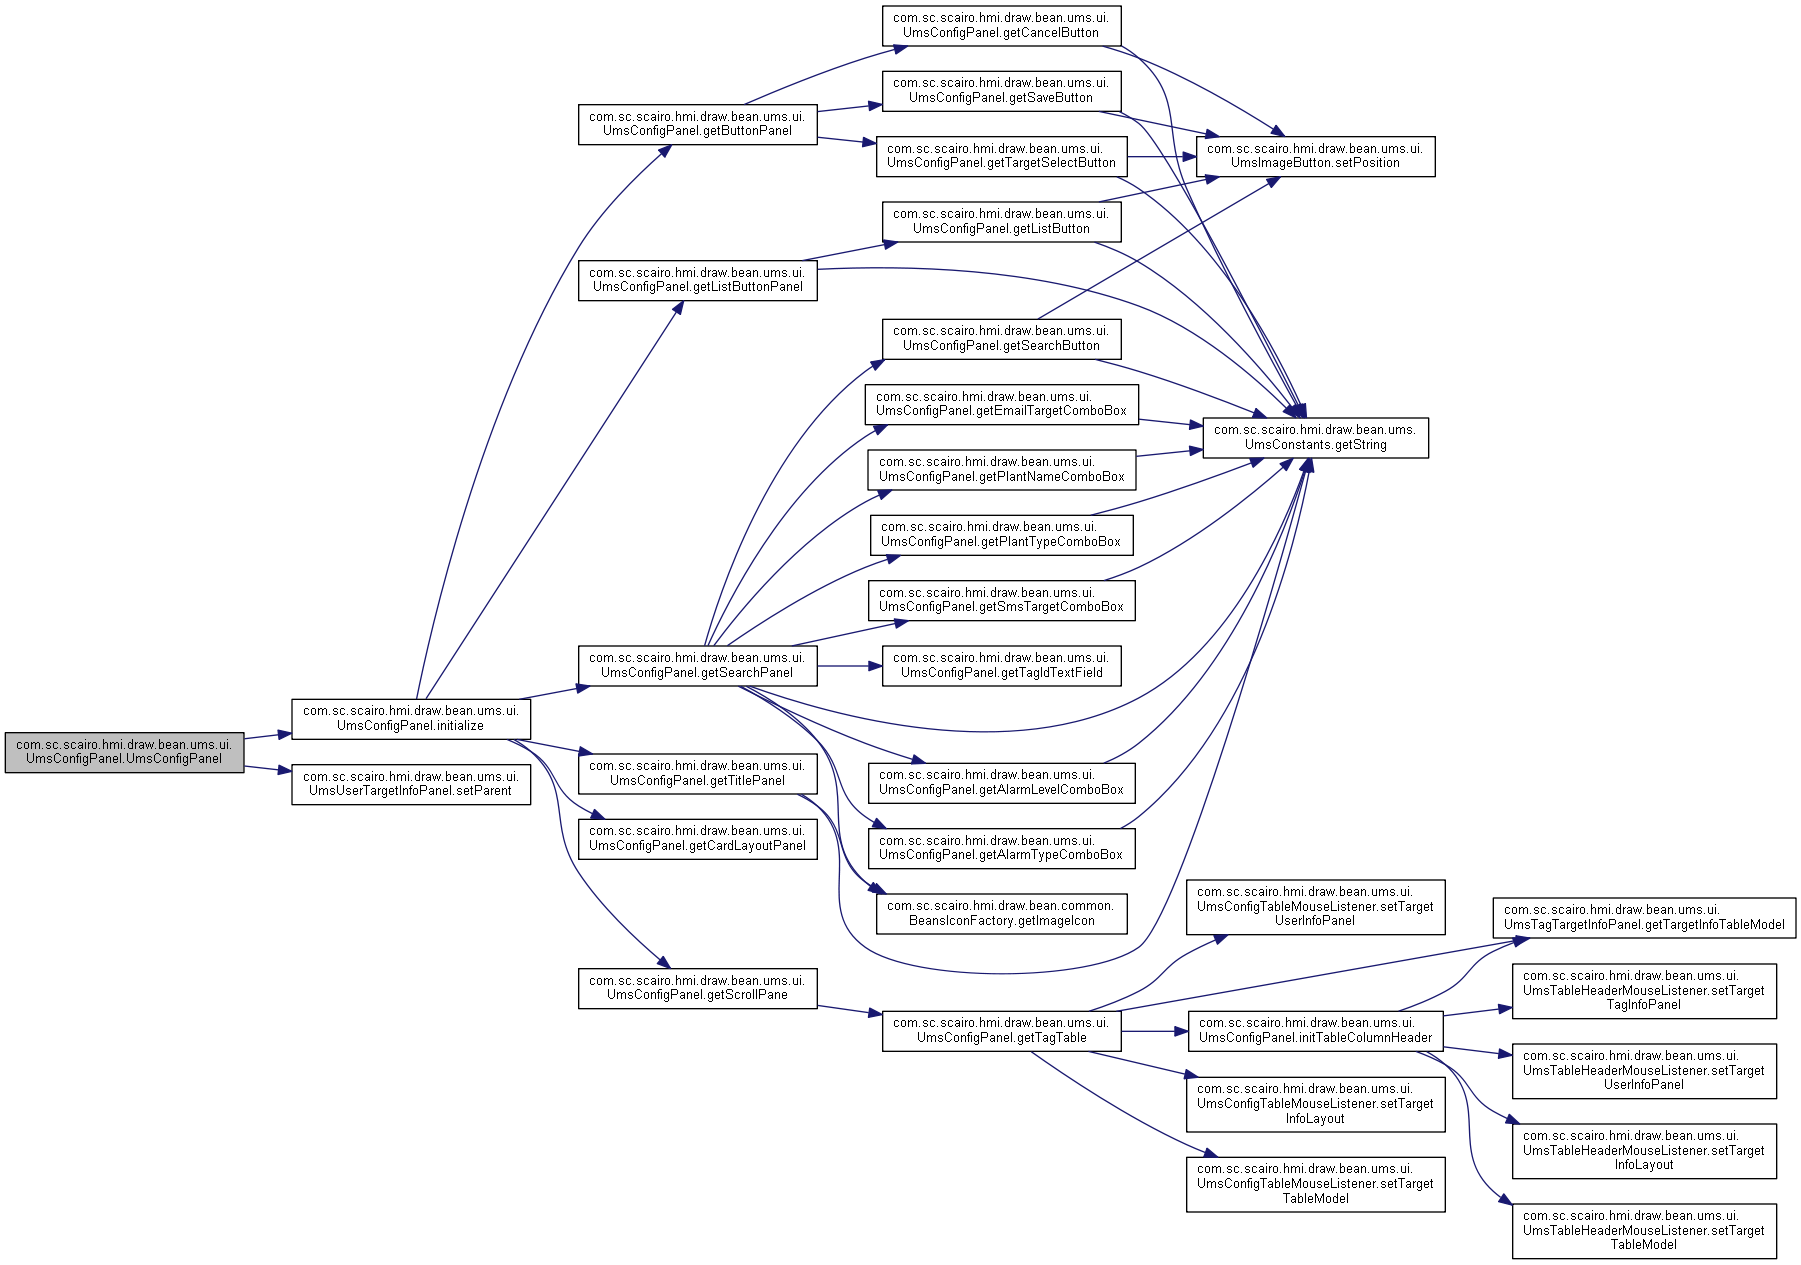 com.sc.scairo.hmi.draw.bean.ums.ui.
UmsConfigPanel.UmsConfigPanel
com.sc.scairo.hmi.draw.bean.ums.ui.
UmsConfigPanel.initialize
com.sc.scairo.hmi.draw.bean.ums.ui.
UmsUserTargetInfoPanel.setParent
com.sc.scairo.hmi.draw.bean.ums.ui.
UmsConfigPanel.getButtonPanel
com.sc.scairo.hmi.draw.bean.ums.ui.
UmsConfigPanel.getListButtonPanel
com.sc.scairo.hmi.draw.bean.ums.ui.
UmsConfigPanel.getSearchPanel
com.sc.scairo.hmi.draw.bean.ums.ui.
UmsConfigPanel.getTitlePanel
com.sc.scairo.hmi.draw.bean.ums.ui.
UmsConfigPanel.getCardLayoutPanel
com.sc.scairo.hmi.draw.bean.ums.ui.
UmsConfigPanel.getScrollPane
com.sc.scairo.hmi.draw.bean.ums.ui.
UmsConfigPanel.getCancelButton
com.sc.scairo.hmi.draw.bean.ums.ui.
UmsConfigPanel.getSaveButton
com.sc.scairo.hmi.draw.bean.ums.ui.
UmsConfigPanel.getTargetSelectButton
com.sc.scairo.hmi.draw.bean.ums.ui.
UmsConfigPanel.getListButton
com.sc.scairo.hmi.draw.bean.ums.ui.
UmsConfigPanel.getSearchButton
com.sc.scairo.hmi.draw.bean.ums.ui.
UmsConfigPanel.getEmailTargetComboBox
com.sc.scairo.hmi.draw.bean.ums.ui.
UmsConfigPanel.getPlantNameComboBox
com.sc.scairo.hmi.draw.bean.ums.ui.
UmsConfigPanel.getPlantTypeComboBox
com.sc.scairo.hmi.draw.bean.ums.ui.
UmsConfigPanel.getSmsTargetComboBox
com.sc.scairo.hmi.draw.bean.ums.ui.
UmsConfigPanel.getTagIdTextField
com.sc.scairo.hmi.draw.bean.ums.ui.
UmsConfigPanel.getAlarmLevelComboBox
com.sc.scairo.hmi.draw.bean.ums.ui.
UmsConfigPanel.getAlarmTypeComboBox
com.sc.scairo.hmi.draw.bean.common.
BeansIconFactory.getImageIcon
com.sc.scairo.hmi.draw.bean.ums.ui.
UmsConfigPanel.getTagTable
com.sc.scairo.hmi.draw.bean.ums.ui.
UmsImageButton.setPosition
com.sc.scairo.hmi.draw.bean.ums.
UmsConstants.getString
com.sc.scairo.hmi.draw.bean.ums.ui.
UmsConfigTableMouseListener.setTarget
UserInfoPanel
com.sc.scairo.hmi.draw.bean.ums.ui.
UmsConfigPanel.initTableColumnHeader
com.sc.scairo.hmi.draw.bean.ums.ui.
UmsConfigTableMouseListener.setTarget
InfoLayout
com.sc.scairo.hmi.draw.bean.ums.ui.
UmsConfigTableMouseListener.setTarget
TableModel
com.sc.scairo.hmi.draw.bean.ums.ui.
UmsTagTargetInfoPanel.getTargetInfoTableModel
com.sc.scairo.hmi.draw.bean.ums.ui.
UmsTableHeaderMouseListener.setTarget
TagInfoPanel
com.sc.scairo.hmi.draw.bean.ums.ui.
UmsTableHeaderMouseListener.setTarget
UserInfoPanel
com.sc.scairo.hmi.draw.bean.ums.ui.
UmsTableHeaderMouseListener.setTarget
InfoLayout
com.sc.scairo.hmi.draw.bean.ums.ui.
UmsTableHeaderMouseListener.setTarget
TableModel